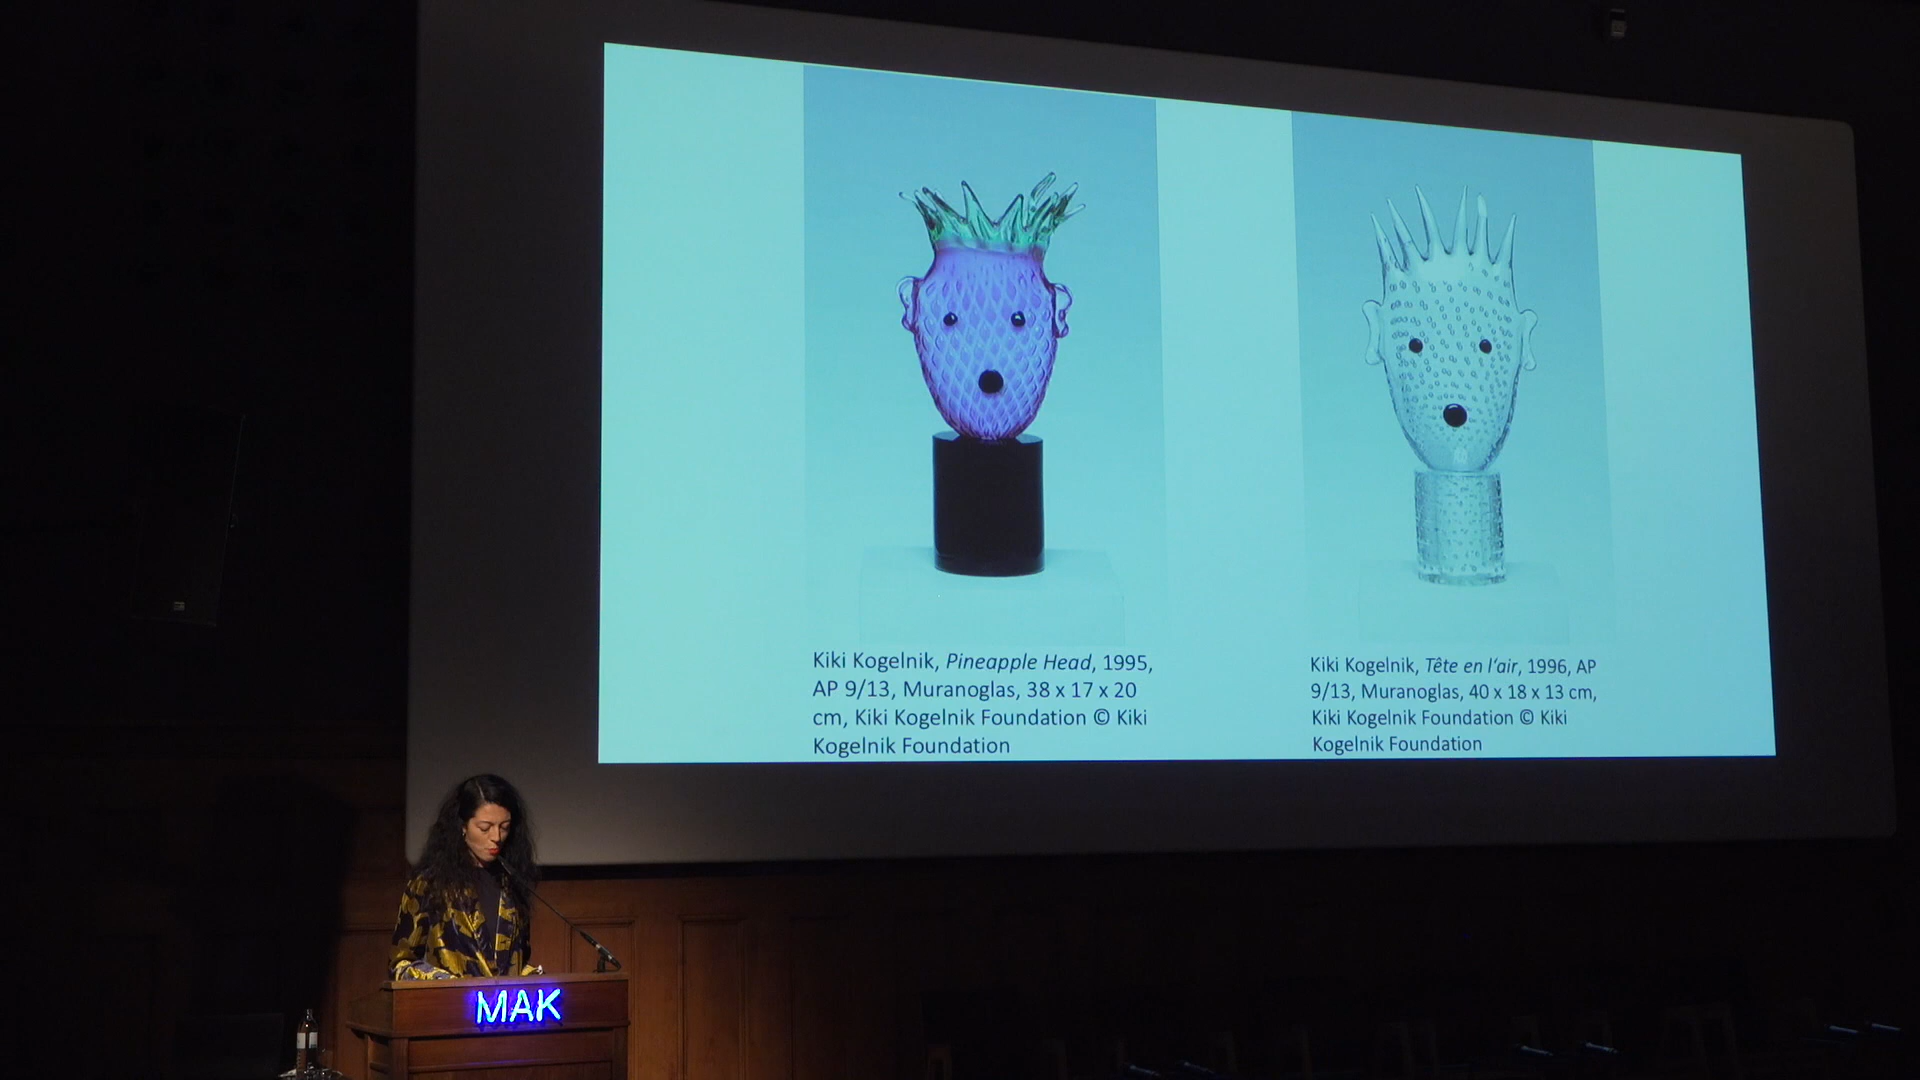 Kiki Kogelnik, Pineapple Head, 1995,
AP 9/13, Muranoglas, 38 x 17 x 20
cm, Kiki Kogelnik Foundation © Kiki
Kogelnik Foundation
Kiki Kogelnik, Tête en l‘air, 1996, AP
9/13, Muranoglas, 40 x 18 x 13 cm,
Kiki Kogelnik Foundation © Kiki
Kogelnik Foundation
MAK